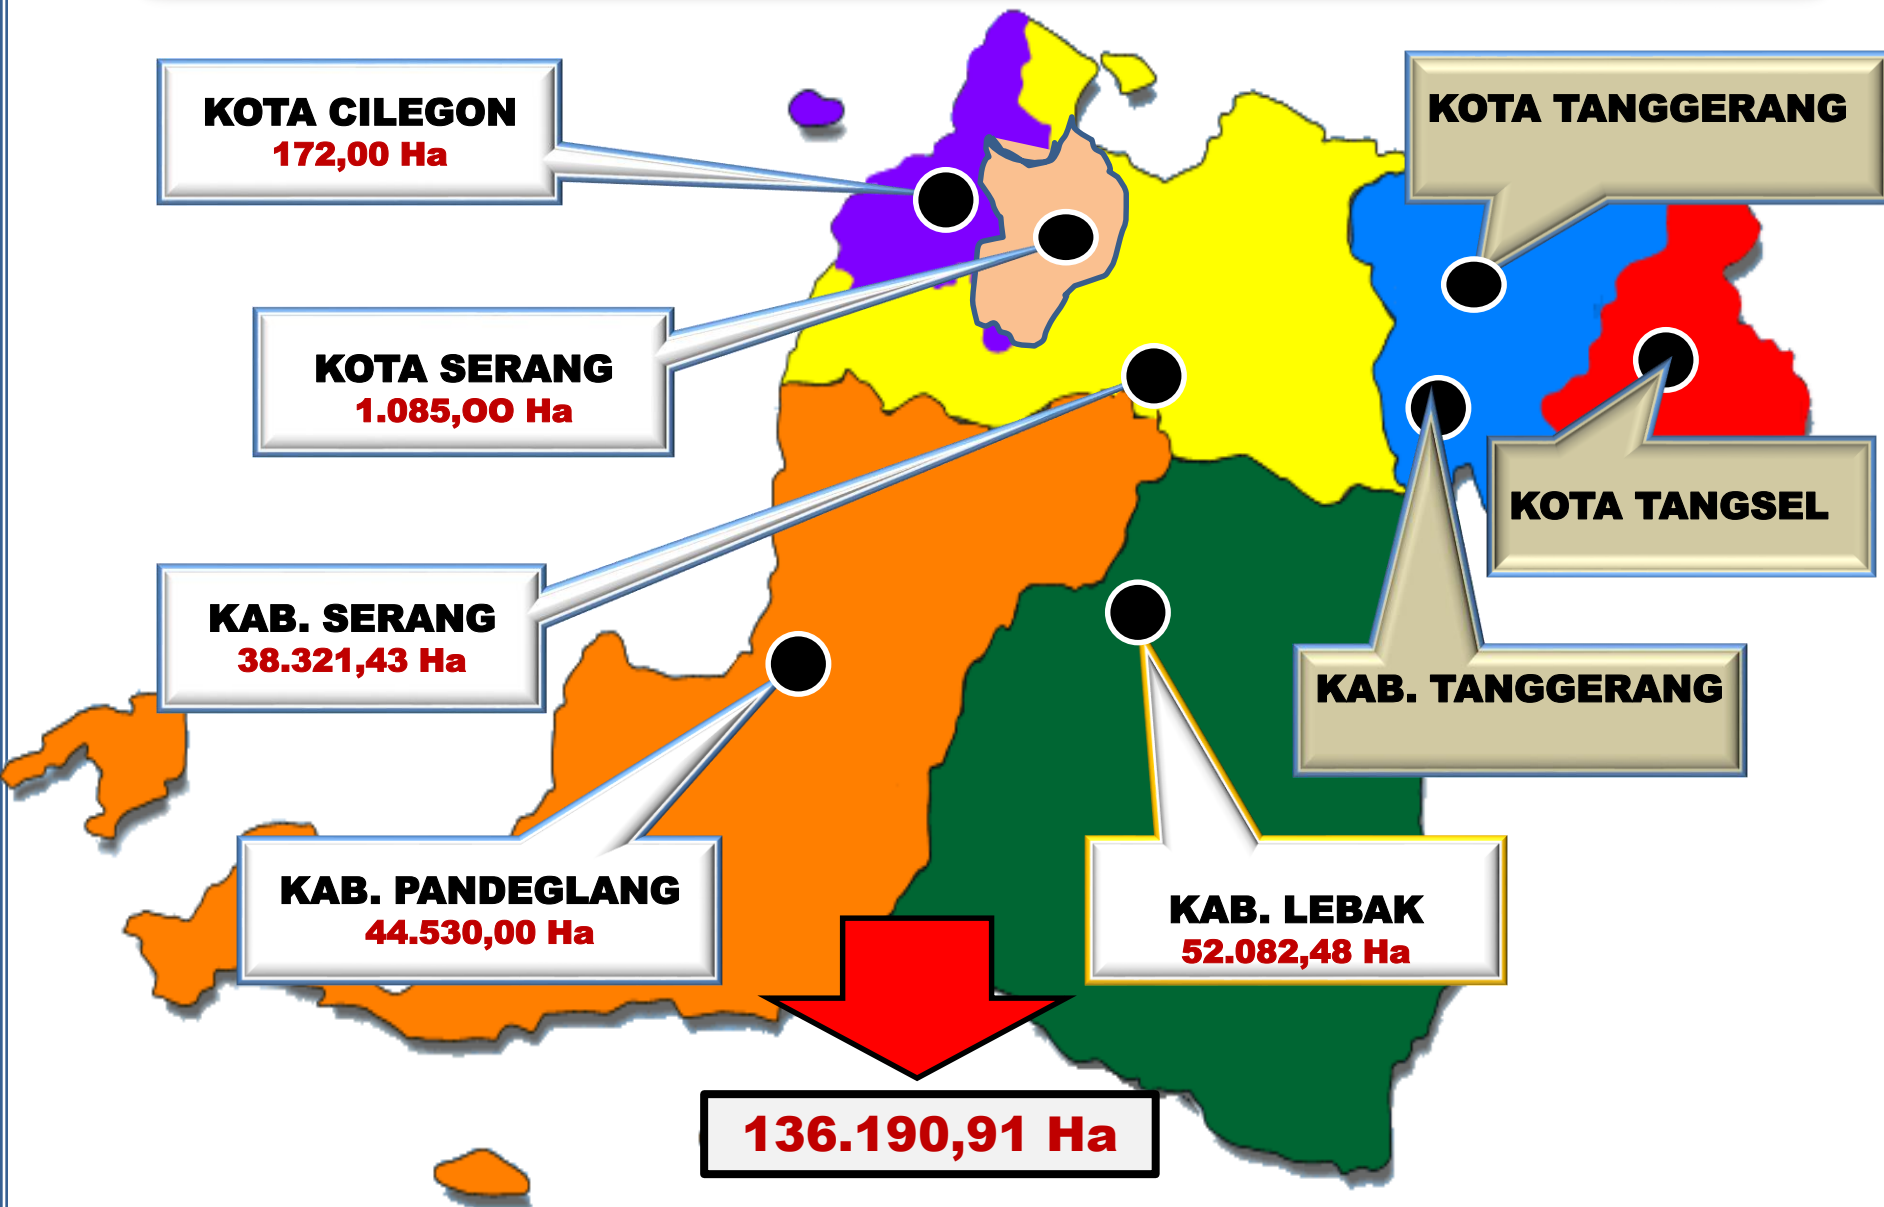 KOTA CILEGON
172,00 Ha
KOTA TANGGERANG
KOTA SERANG
1.085,OO Ha
KOTA TANGSEL
KAB. SERANG
38.321,43 Ha
KAB. TANGGERANG
KAB. PANDEGLANG
44.530,00 Ha
KAB. LEBAK
52.082,48 Ha
136.190,91 Ha